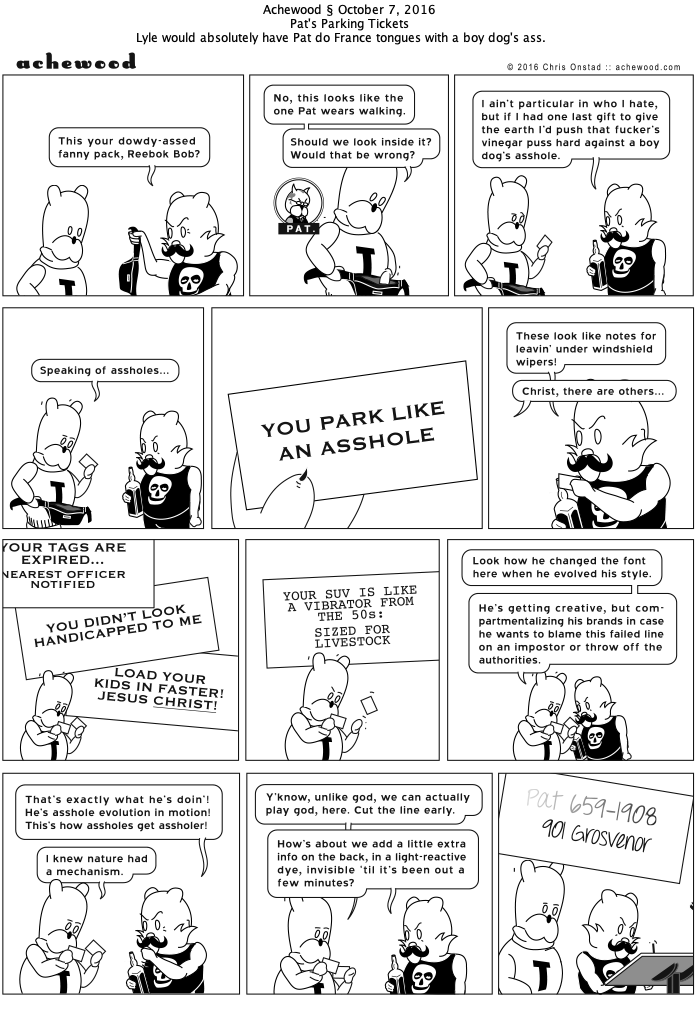 Achewood § October 7, 2016
Pat's Parking Tickets
Lyle would absolutely have Pat do France tongues with a boy dog's ass.
achewood
© 2016 Chris Onstad :: achewood.com
This your dowdy-assed
fanny pack, Reebok Bob?
T
No, this looks like the
one Pat wears walking.
Should we look inside it?
Would that be wrong?
PAT.
T
I ain't particular in who I hate,
but if I had one last gift to give
the earth I'd push that fucker's
vinegar puss hard against a boy
dog's asshole.
T
Speaking of assholes...
T
YOU PARK LIKE
AN ASSHOLE
These look like notes for
leavin' under windshield
wipers!
Christ, there are others...
YOUR TAGS ARE
EXPIRED...
NEAREST OFFICER
NOTIFIED
YOU DIDN'T LOOK
HANDICAPPED TO ME
LOAD YOUR
KIDS IN FASTER!
JESUS CHRIST!
T
YOUR SUV IS LIKE
A VIBRATOR FROM
THE 50s:
SIZED FOR
LIVESTOCK
T
Look how he changed the font
here when he evolved his style.
He's getting creative, but com-
partmentalizing his brands in case
he wants to blame this failed line
on an impostor or throw off the
authorities.
T
That's exactly what he's doin'!
He's asshole evolution in motion!
This's how assholes get assholer!
I knew nature had
a mechanism.
T
Y'know, unlike god, we can actually
play god, here. Cut the line early.
How's about we add a little extra
info on the back, in a light-reactive
dye, invisible 'til it's been out a
few minutes?
T
Pat 659-1908
901 Grosvenor
T